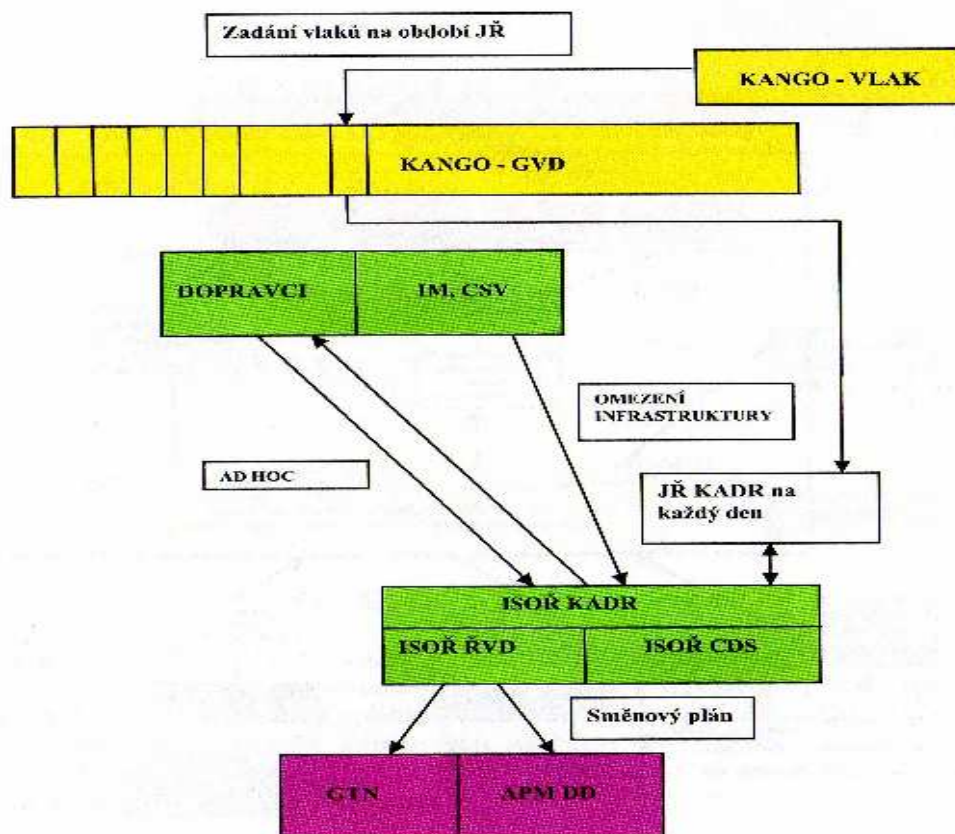 Zadání vlaků na období JŘ
KANGO - VLAK
KANGO - GVD
DOPRAVCI
IM, CSV
OMEZENÍ
INFRASTRUKTURY
AD HOC
JŘ KADR na
každý den
ISOŘ KADR
ISOŘ ŘVD
ISOŘ CDS
Směnový plán
GTN
APM DD